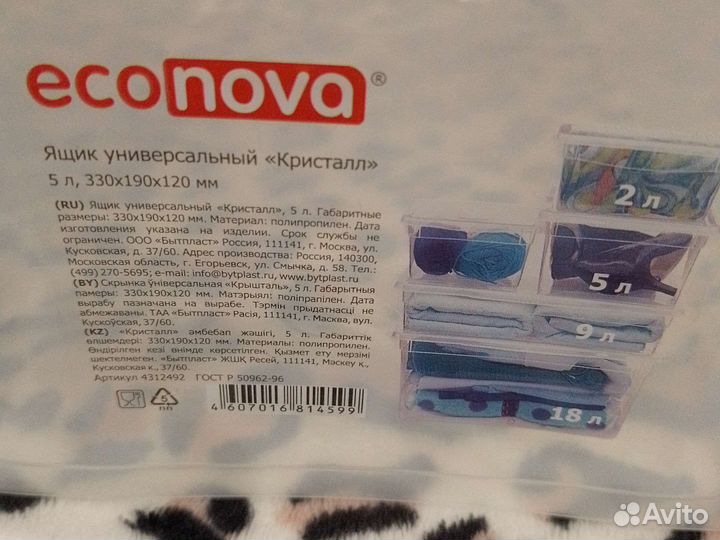 econova®
Ящик универсальный «Кристалл»
5 л, 330x190x120 мм
(RU) Ящик универсальный «Кристалл», 5 л. Габаритные
размеры: 330x190x120 мм. Материал: полипропилен. Дата
изготовления указана на изделии. Срок службы не
ограничен. ООО «Бытпласт» Россия, 111141, г. Москва, ул.
Кусковская, д. 37/60. Адрес производства: Россия, 140300,
Московская область, г. Егорьевск, ул. Смычка, д. 58. Тел.:
(499) 270-5695; e-mail: info@bytplast.ru, www.bytplast.ru
(BY) Скрынка ўніверсальная «Крышталь», 5 л. Габарытныя
памеры: 330x190x120 мм. Матэрыял: поліпрапілен. Дата
вырабу пазначана на вырабе. Тэрмін прыдатнасці не
абмежаваны. ТАА «Бытпласт» Расія, 111141, г. Масква, вул.
Кускоўская, 37/60.
(KZ) «Кристалл» әмбебап жәшігі, 5 л. Габариттік
өлшемдері: 330x190x120 мм. Материалы: полипропилен.
Өндірілген кезі өнімде көрсетілген. Қызмет ету мерзімі
шектелмеген. «Бытпласт» ЖШҚ Ресей, 111141, Мәскеу қ.,
Кусковская к., 37/60.
Артикул 4312492 ГОСТ Р 50962-96
5
ПП
4607016814599
2 л
5 л
9 л
18 л
Avito